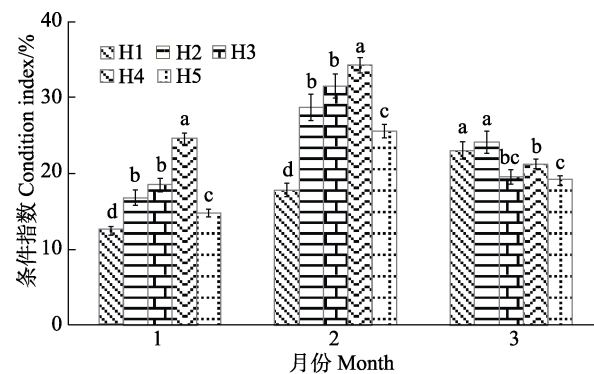 40
30
20
10
0
条件指数 Condition index/%
H1 H2 H3
H4 H5
d b b a c
d b b a c
a a bc b c
1 2 3
月份 Month